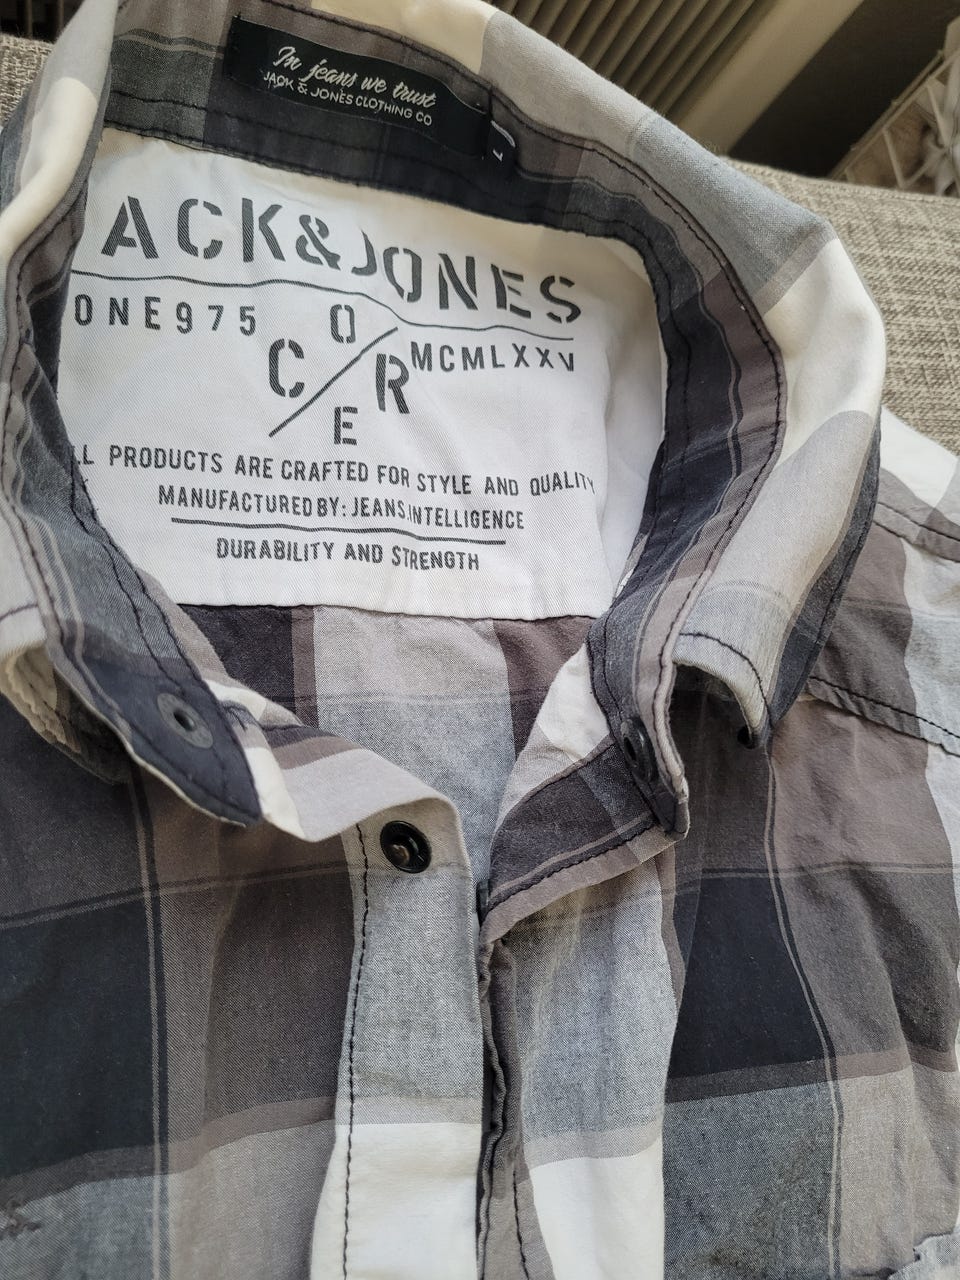 In jeans we trust
JACK & JONES CLOTHING CO
L
ACK&JONES
ONE975
CORE
MCMLXXV
LL PRODUCTS ARE CRAFTED FOR STYLE AND QUALITY
MANUFACTURED BY: JEANS.INTELLIGENCE
DURABILITY AND STRENGTH